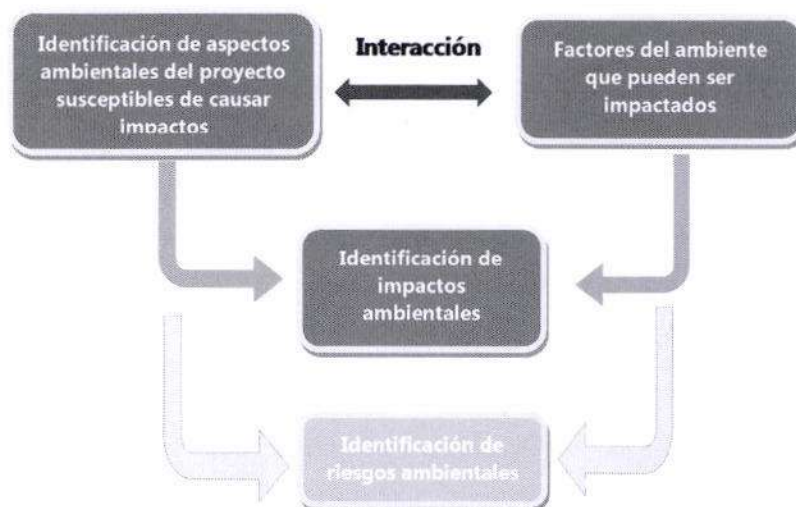 Identificación de aspectos
ambientales del proyecto
susceptibles de causar
impactos
Interacción
Factores del ambiente
que pueden ser
impactados
Identificación de
impactos
ambientales
Identificación de
riesgos ambientales